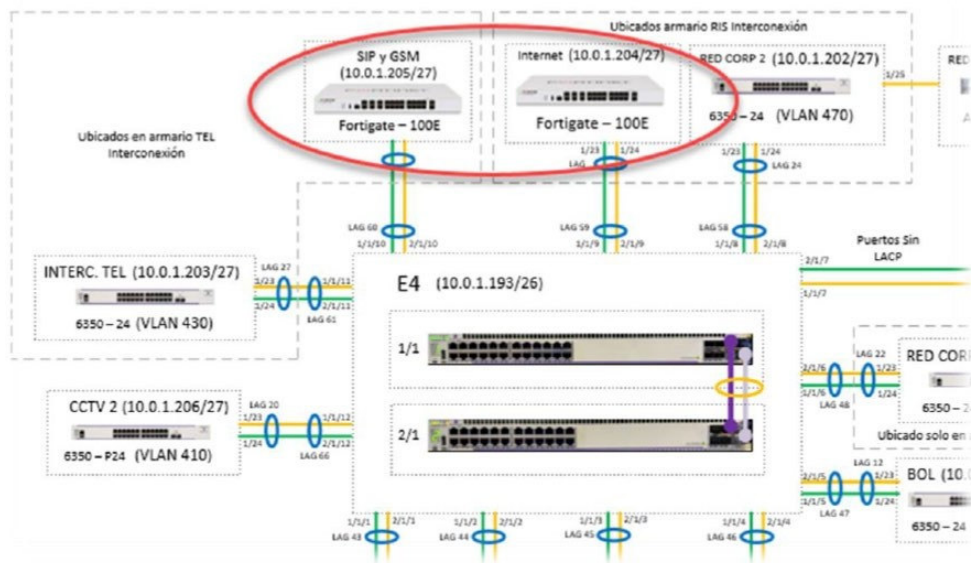 Ubicados armario RIS Interconexión
SIP y GSM
(10.0.1.205/27)
Fortigate – 100E
Internet (10.0.1.204/27)
Fortigate – 100E
RED CORP 2 (10.0.1.202/27)
6350 – 24 (VLAN 470)
1/25
RED
A
Ubicados en armario TEL
Interconexión
1/23
1/24
LAG
1/23
1/24
LAG 24
LAG 60
1/1/10
2/1/10
LAG 59
1/1/9
2/1/9
LAG 58
1/1/8
2/1/8
Puertos Sin
LACP
2/1/7
1/1/7
INTERC. TEL (10.0.1.203/27)
6350 – 24 (VLAN 430)
LAG 27
1/23
1/24
1/1/11
2/1/11
LAG 61
E4 (10.0.1.193/26)
1/1
2/1
CCTV 2 (10.0.1.206/27)
6350 – P24 (VLAN 410)
LAG 20
1/23
1/24
1/1/12
2/1/12
LAG 66
2/1/6
1/1/6
LAG 22
1/23
1/24
LAG 48
RED COR
6350 – 2
Ubicado solo en
2/1/5
1/1/5
LAG 12
1/23
1/24
LAG 47
BOL (10.0
6350 – 24
1/1/1
2/1/1
LAG 43
1/1/2
2/1/2
LAG 44
1/1/3
2/1/3
LAG 45
1/1/4
2/1/4
LAG 46